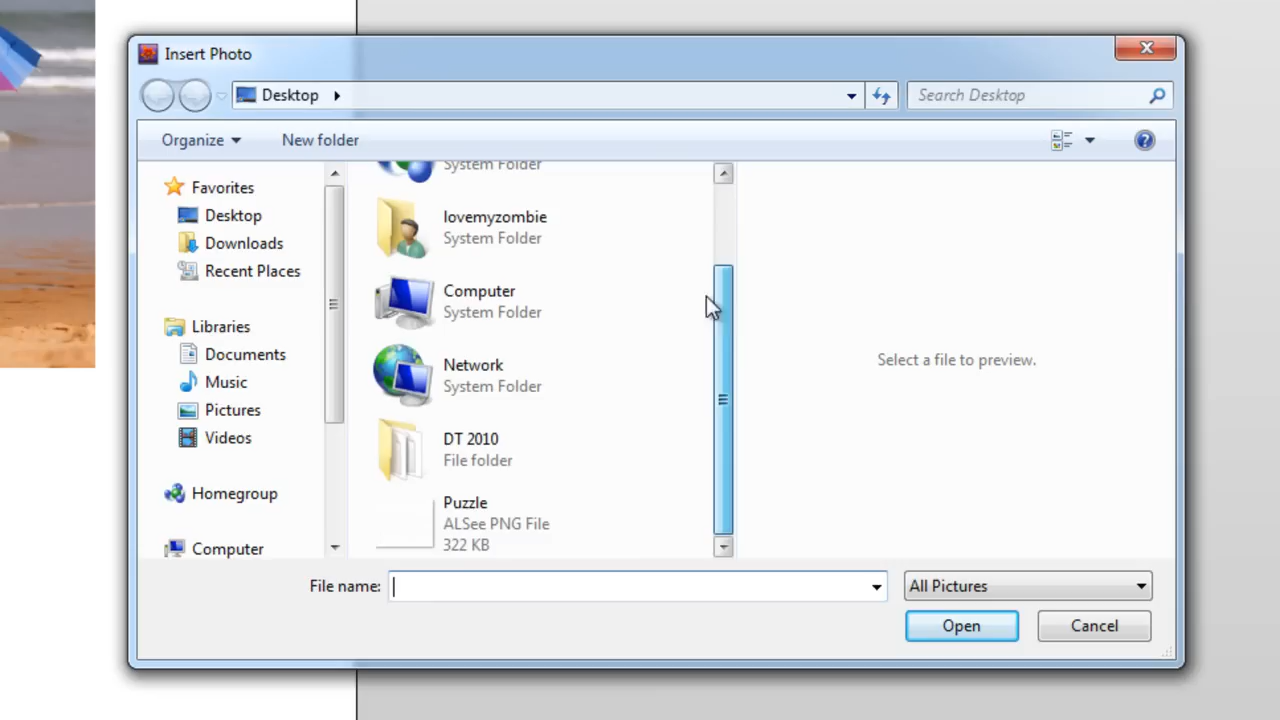 Insert Photo
Desktop
Search Desktop
Organize
New folder
Favorites
Desktop
Downloads
Recent Places
Libraries
Documents
Music
Pictures
Videos
Homegroup
Computer
System Folder
lovemyzombie
System Folder
Computer
System Folder
Network
System Folder
DT 2010
File folder
Puzzle
ALSee PNG File
322 KB
Select a file to preview.
File name:
All Pictures
Open
Cancel